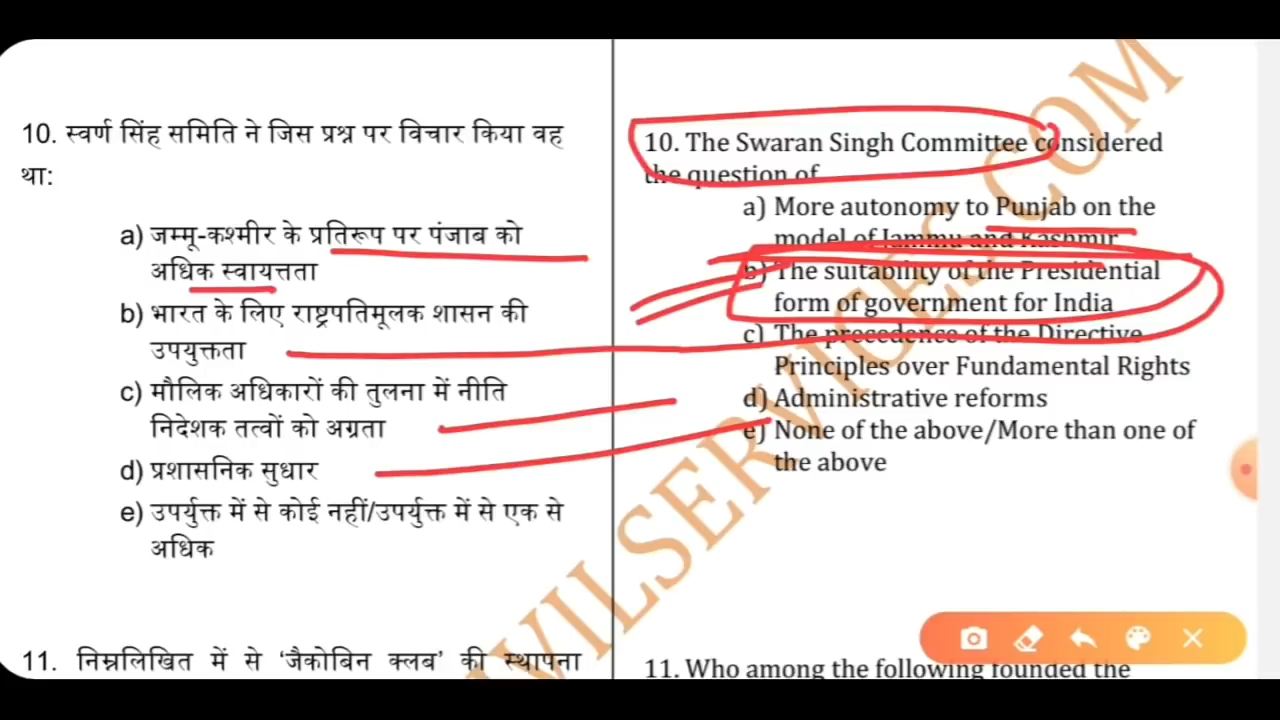 10. स्वर्ण सिंह समिति ने जिस प्रश्न पर विचार किया वह
था:
a) जम्मू-कश्मीर के प्रतिरूप पर पंजाब को
अधिक स्वायत्तता
b) भारत के लिए राष्ट्रपतिमूलक शासन की
उपयुक्तता
c) मौलिक अधिकारों की तुलना में नीति
निदेशक तत्वों को अग्रता
d) प्रशासनिक सुधार
e) उपर्युक्त में से कोई नहीं/उपर्युक्त में से एक से
अधिक
11. निम्नलिखित में से ‘जैकोबिन क्लब’ की स्थापना
10. The Swaran Singh Committee considered
the question of
a) More autonomy to Punjab on the
model of Jammu and Kashmir
b) The suitability of the Presidential
form of government for India
c) The precedence of the Directive
Principles over Fundamental Rights
d) Administrative reforms
e) None of the above/More than one of
the above
11. Who among the following founded the
VILSERVICES.COM